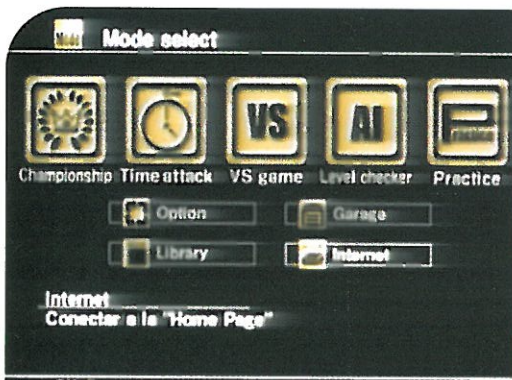 Mode select
VS AI P
Championship Time attack VS game Level checker Practice
Option Garage
Library Internet
Internet
Conectar a la "Home Page"